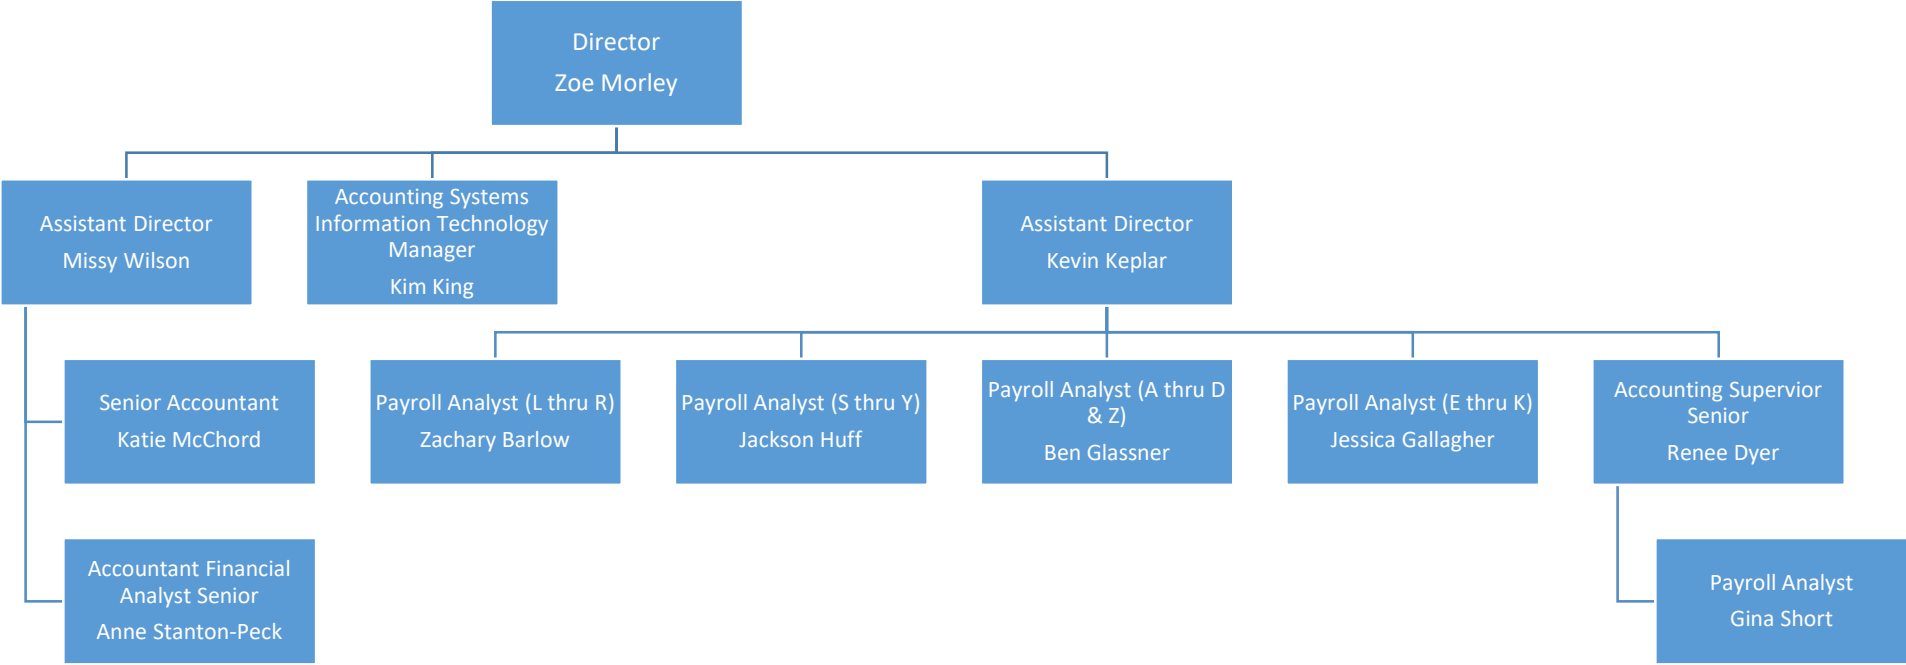 Director
Zoe Morley
Assistant Director
Missy Wilson
Accounting Systems
Information Technology
Manager
Kim King
Assistant Director
Kevin Keplar
Senior Accountant
Katie McChord
Payroll Analyst (L thru R)
Zachary Barlow
Payroll Analyst (S thru Y)
Jackson Huff
Payroll Analyst (A thru D
& Z)
Ben Glassner
Payroll Analyst (E thru K)
Jessica Gallagher
Accounting Supervior
Senior
Renee Dyer
Accountant Financial
Analyst Senior
Anne Stanton-Peck
Payroll Analyst
Gina Short